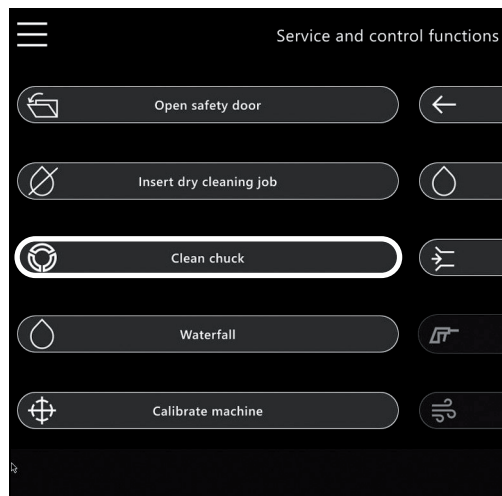 Service and control functions
Open safety door
Insert dry cleaning job
Clean chuck
Waterfall
Calibrate machine